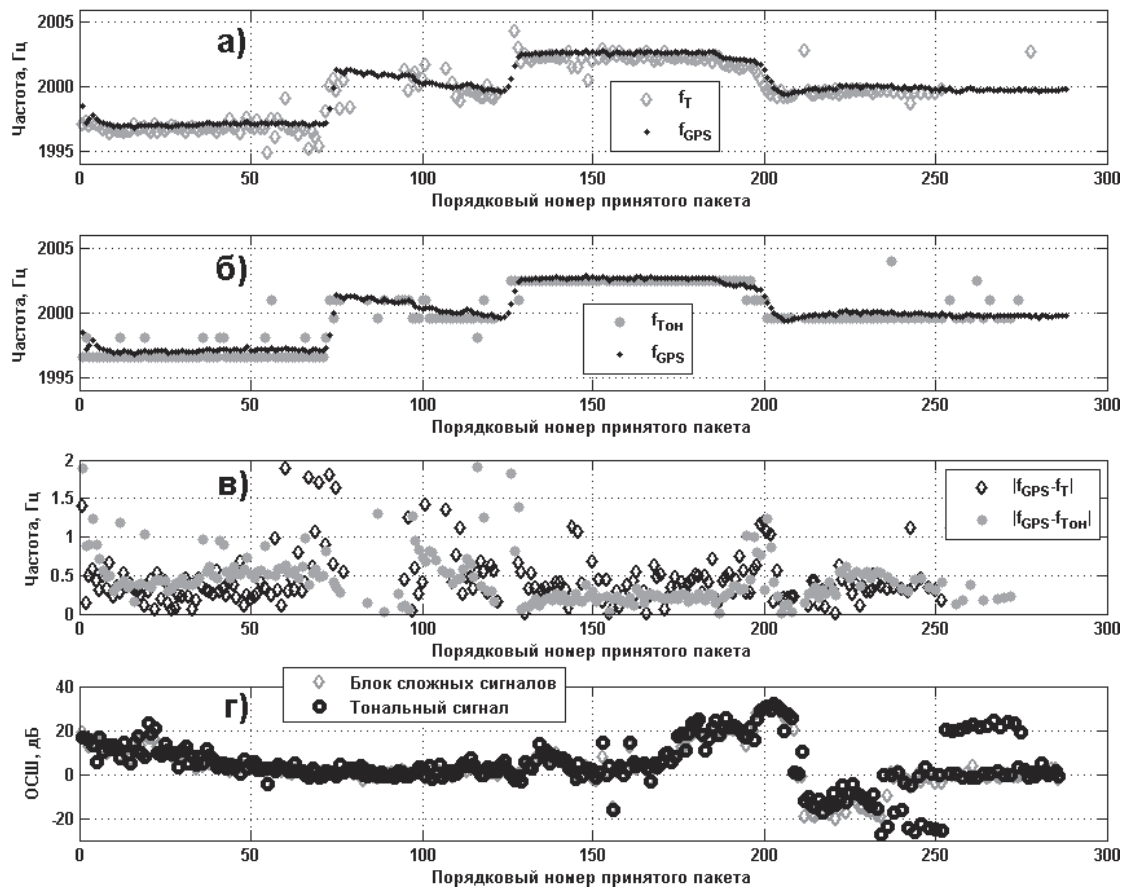 а)
2005
2000
1995
Частота, Гц
f_T
f_GPS
0 50 100 150 200 250 300
Порядковый номер принятого пакета
б)
2005
2000
1995
Частота, Гц
f_Тон
f_GPS
0 50 100 150 200 250 300
Порядковый номер принятого пакета
в)
2
1.5
1
0.5
0
Частота, Гц
|f_GPS-f_T|
|f_GPS-f_Тон|
0 50 100 150 200 250 300
Порядковый номер принятого пакета
г)
40
20
0
-20
ОСШ, дБ
Блок сложных сигналов
Тональный сигнал
0 50 100 150 200 250 300
Порядковый номер принятого пакета